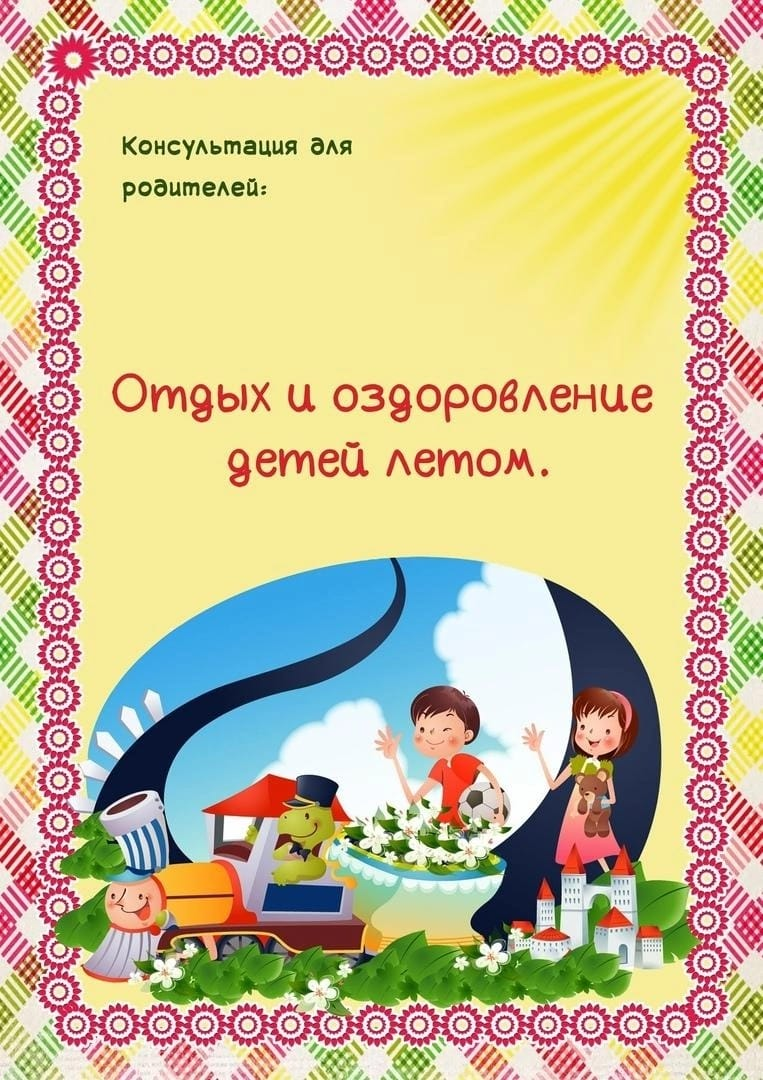 Консультация для
родителей:
Отдых и оздоровление
детей летом.